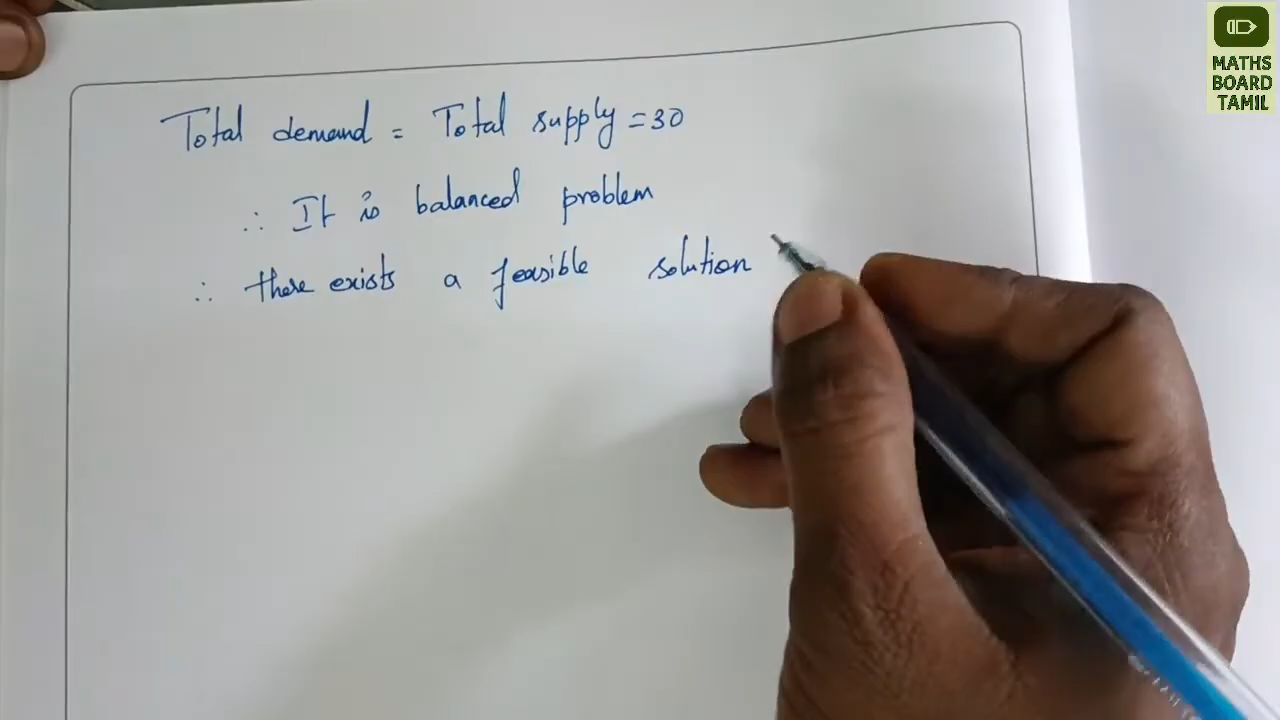 Total demand = Total supply = 30
∴ It is balanced problem
∴ there exists a feasible solution
MATHS
BOARD
TAMIL